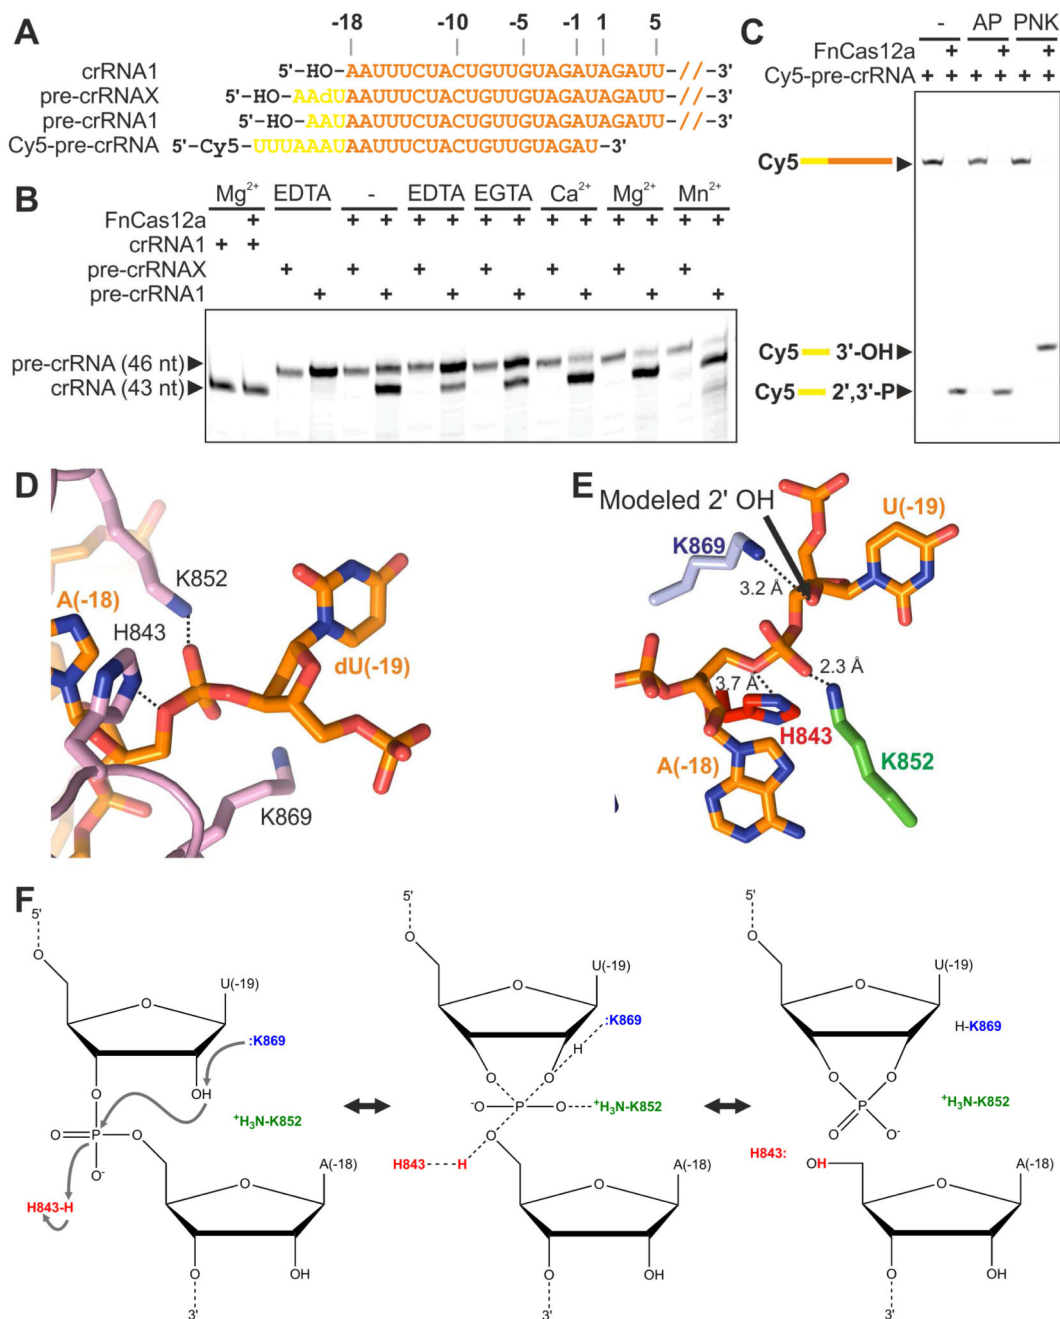 A
-18 -10 -5 -1 1 5
crRNA1 5'-HO-AAUUUCUACUGUUGUAGAUAGAUU-//-3'
pre-crRNAX 5'-HO-AAdUAAUUUCUACUGUUGUAGAUAGAUU-//-3'
pre-crRNA1 5'-HO-AAUAAUUUCUACUGUUGUAGAUAGAUU-//-3'
Cy5-pre-crRNA 5'-Cy5-UUUAAAUAAUUUCUACUGUUGUAGAU-3'
B
Mg²⁺ EDTA - EDTA EGTA Ca²⁺ Mg²⁺ Mn²⁺
FnCas12a + + + + + + + + + + + + +
crRNA1 + +
pre-crRNAX + + + + + + +
pre-crRNA1 + + + + + + +
pre-crRNA (46 nt)
crRNA (43 nt)
C
- AP PNK
FnCas12a + + +
Cy5-pre-crRNA + + + + + +
Cy5
Cy5 3'-OH
Cy5 2',3'-P
D
K852
A(-18)
H843
dU(-19)
K869
E
Modeled 2' OH
U(-19)
K869
3.2 Å
2.3 Å
3.7 Å
H843
A(-18)
K852
F
5'
O
O
U(-19)
:K869
O
OH
⁺H₃N-K852
O
P
O
O⁻
A(-18)
H843-H
O
O
OH
3'
5'
O
O
U(-19)
:K869
H
O
O
⁻O
P
O
⁺H₃N-K852
O
H843
H
A(-18)
O
O
OH
3'
5'
O
O
U(-19)
H-K869
O
O
P
⁺H₃N-K852
O
O⁻
H843:
OH
A(-18)
O
O
OH
3'